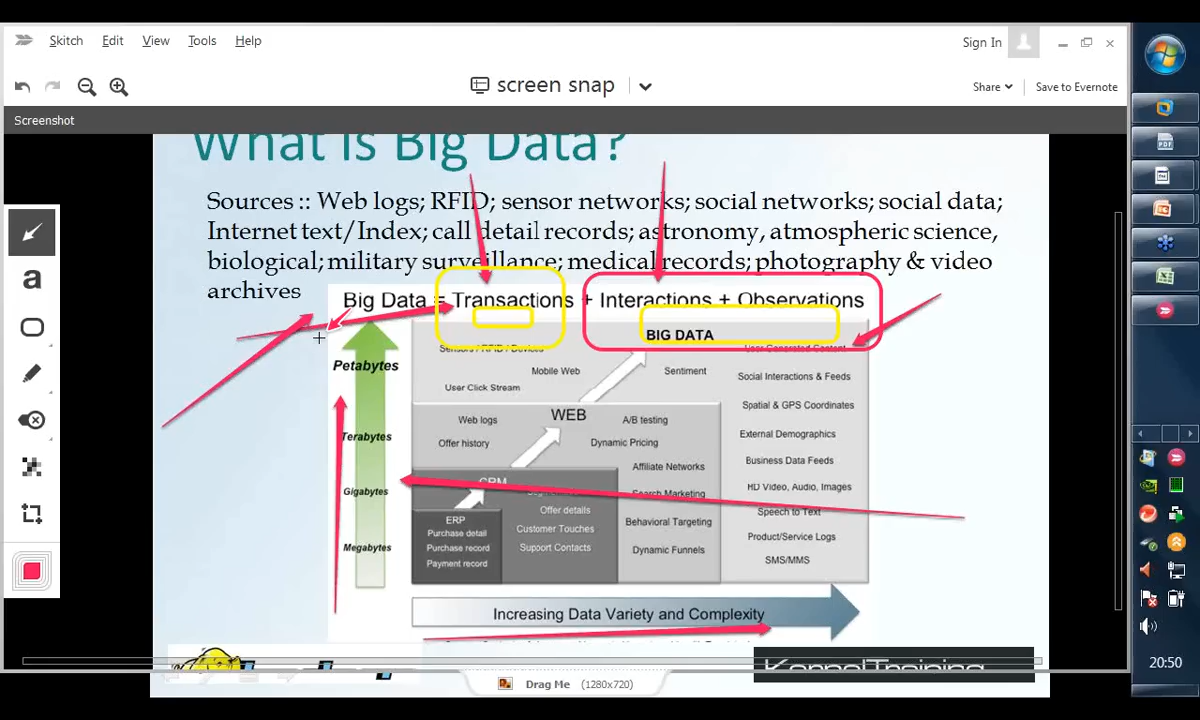 Skitch Edit View Tools Help
Sign In
screen snap
Share
Save to Evernote
Screenshot
What is Big Data?
Sources :: Web logs; RFID; sensor networks; social networks; social data;
Internet text/Index; call detail records; astronomy, atmospheric science,
biological; military surveillance; medical records; photography & video
archives
Big Data = Transactions + Interactions + Observations
BIG DATA
Sensors / RFID / Devices
User Generated Content
Petabytes
Mobile Web
Sentiment
Social Interactions & Feeds
User Click Stream
Spatial & GPS Coordinates
WEB
Web logs
A/B testing
Terabytes
Offer history
Dynamic Pricing
External Demographics
Affiliate Networks
Business Data Feeds
CRM
Gigabytes
Search Marketing
HD Video, Audio, Images
Offer details
Speech to Text
ERP
Customer Touches
Behavioral Targeting
Purchase detail
Product/Service Logs
Megabytes
Purchase record
Support Contacts
Dynamic Funnels
Payment record
SMS/MMS
Increasing Data Variety and Complexity
KernelTraining
Drag Me (1280x720)
20:50